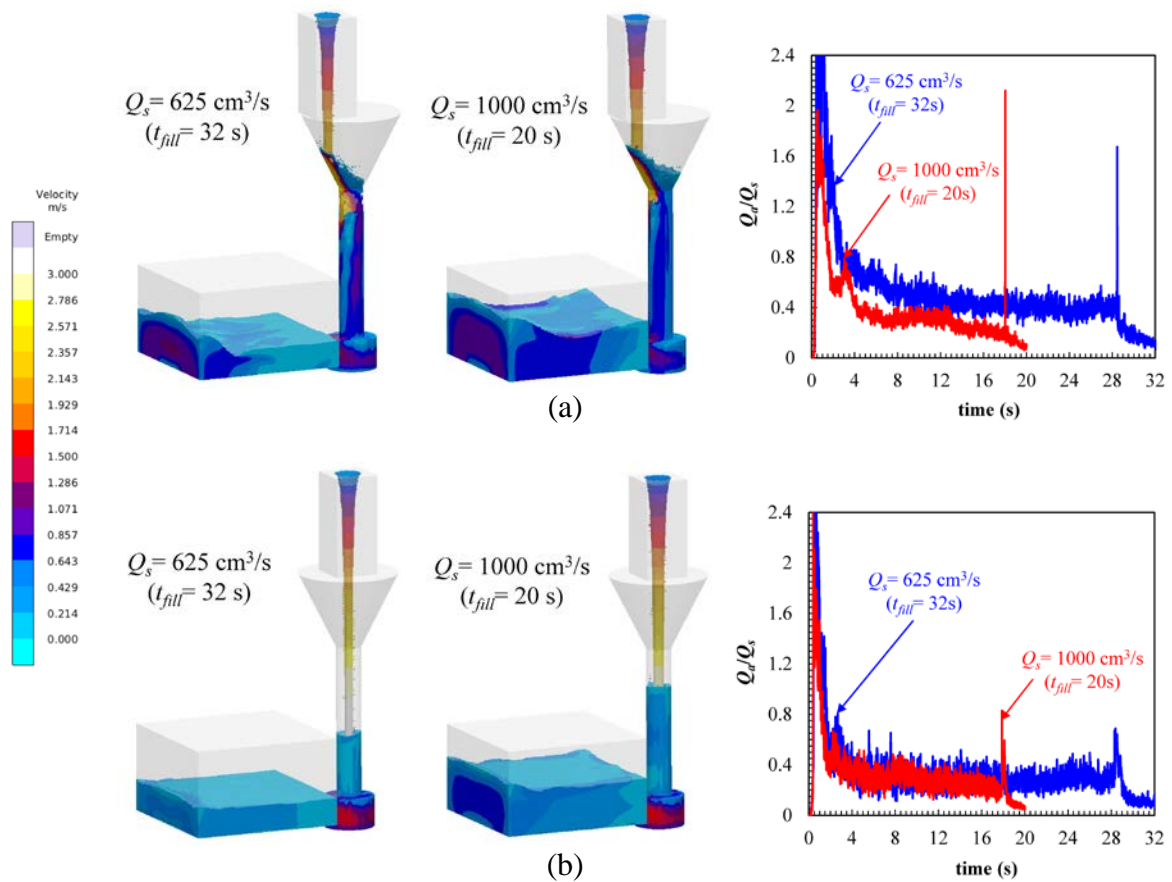 Q_s = 625 cm³/s
(t_fill = 32 s)
Q_s = 1000 cm³/s
(t_fill = 20 s)
Velocity
m/s
Empty
3.000
2.786
2.571
2.357
2.143
1.929
1.714
1.500
1.286
1.071
0.857
0.643
0.429
0.214
0.000
2.4
2
1.6
1.2
0.8
0.4
0
Q_a/Q_s
Q_s = 625 cm³/s
(t_fill = 32s)
Q_s = 1000 cm³/s
(t_fill = 20s)
0 4 8 12 16 20 24 28 32
time (s)
(a)
Q_s = 625 cm³/s
(t_fill = 32 s)
Q_s = 1000 cm³/s
(t_fill = 20 s)
2.4
2
1.6
1.2
0.8
0.4
0
Q_a/Q_s
Q_s = 625 cm³/s
(t_fill = 32s)
Q_s = 1000 cm³/s
(t_fill = 20s)
0 4 8 12 16 20 24 28 32
time (s)
(b)